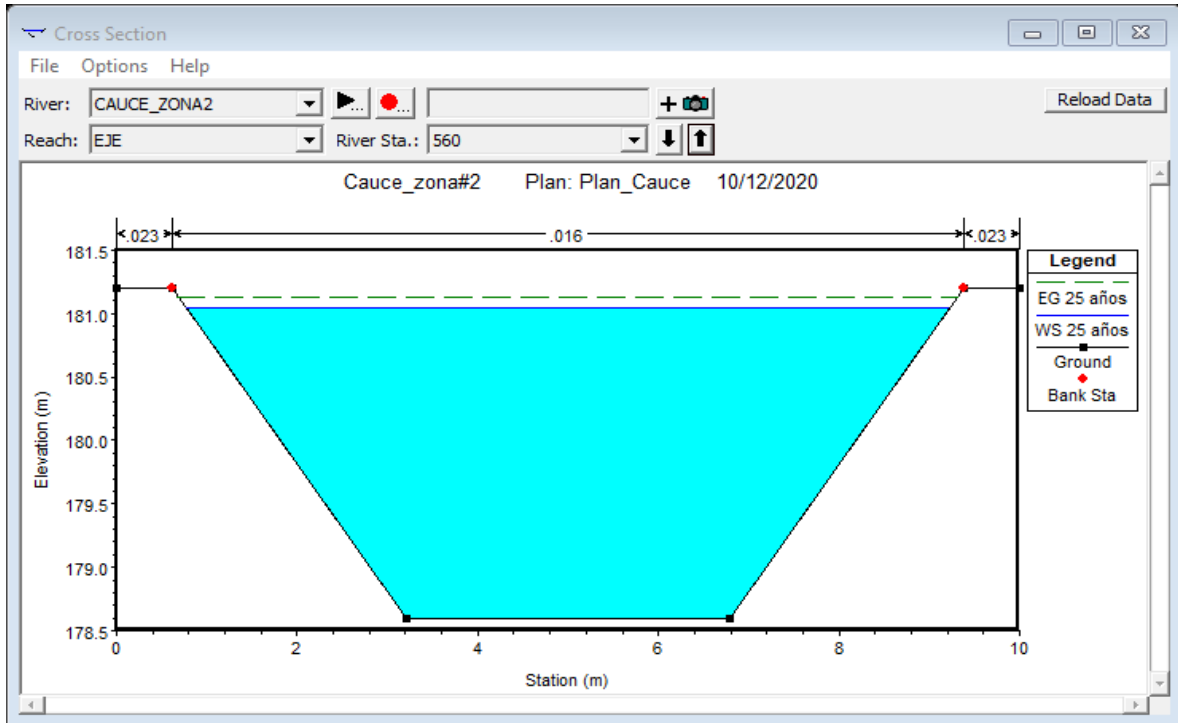 Cross Section
File Options Help
River: CAUCE_ZONA2 ... ... + Reload Data
Reach: EJE River Sta.: 560
Cauce_zona#2 Plan: Plan_Cauce 10/12/2020
.023 .016 .023
181.5
181.0
180.5
180.0
179.5
179.0
178.5
Elevation (m)
0 2 4 6 8 10
Station (m)
Legend
EG 25 años
WS 25 años
Ground
Bank Sta